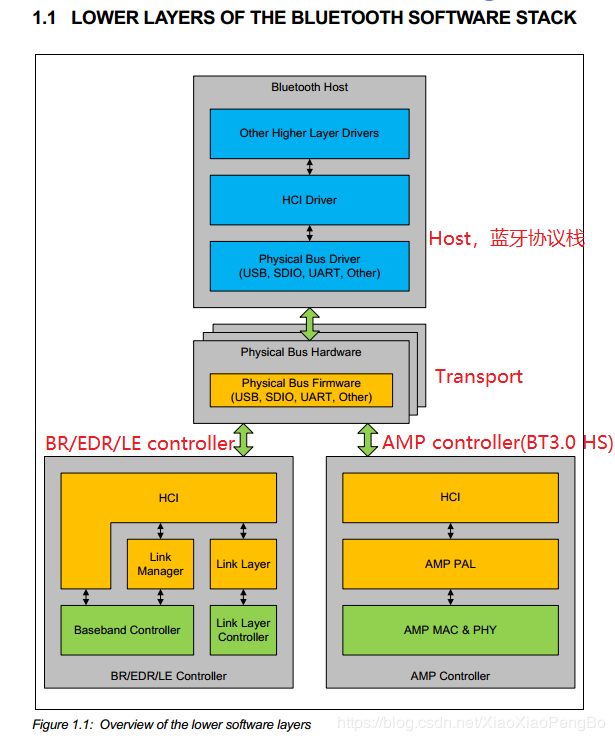 1.1 LOWER LAYERS OF THE BLUETOOTH SOFTWARE STACK
Bluetooth Host
Other Higher Layer Drivers
HCI Driver
Host，蓝牙协议栈
Physical Bus Driver
(USB, SDIO, UART, Other)
Physical Bus Hardware
Transport
Physical Bus Firmware
(USB, SDIO, UART, Other)
BR/EDR/LE controller
AMP controller(BT3.0 HS)
HCI
HCI
Link
Manager
Link Layer
AMP PAL
Baseband Controller
Link Layer
Controller
AMP MAC & PHY
BR/EDR/LE Controller
AMP Controller
Figure 1.1: Overview of the lower software layers
https://blog.csdn.net/XiaoXiaoPengBo